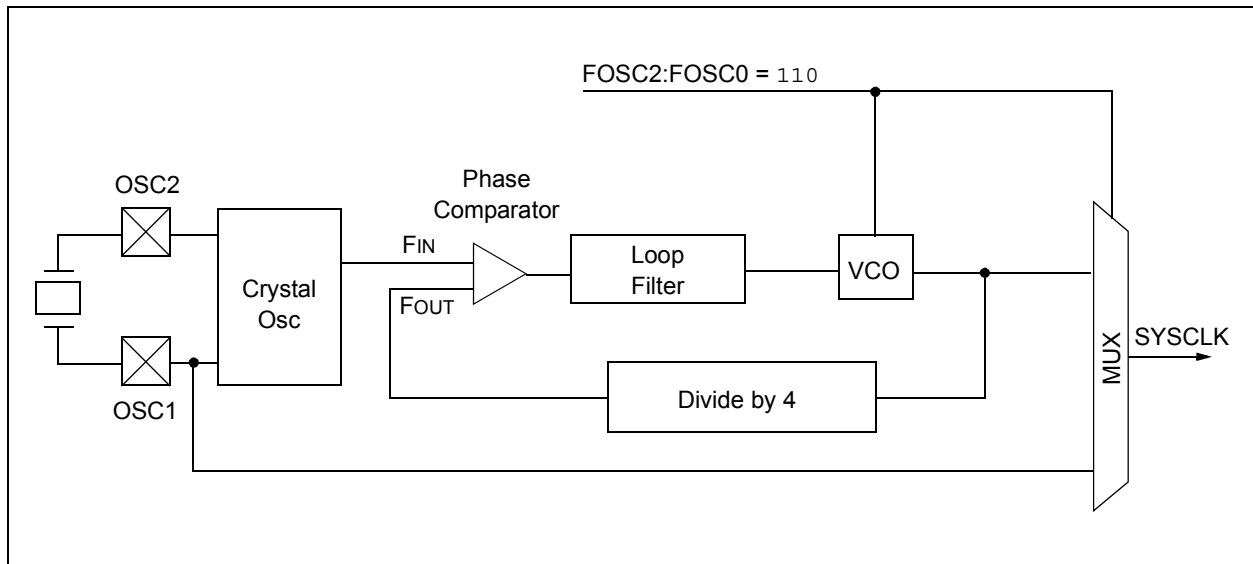 FOSC2:FOSC0 = 110
OSC2
Phase
Comparator
FIN
Loop
Filter
VCO
Crystal
Osc
FOUT
MUX
SYSCLK
Divide by 4
OSC1